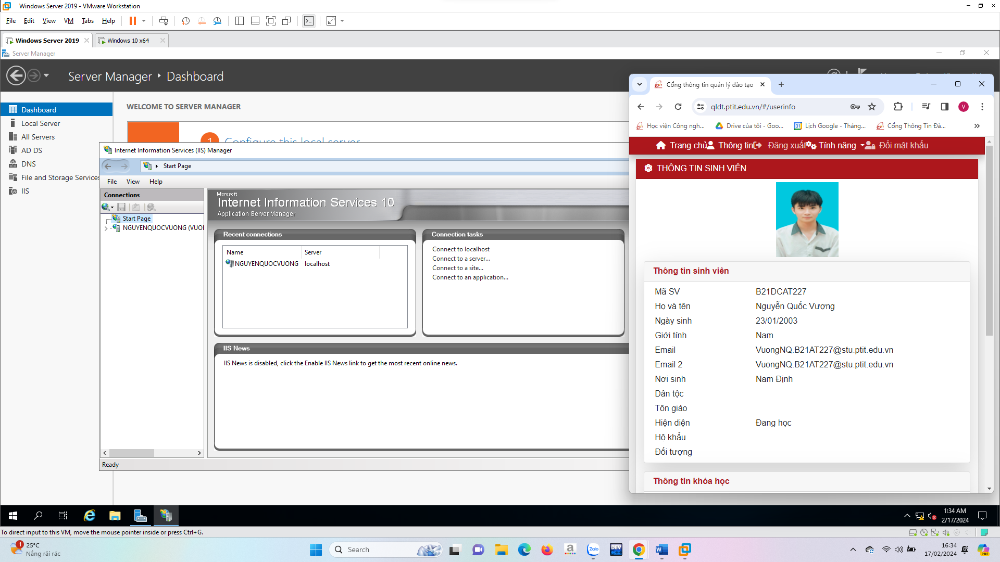 Windows Server 2019 - VMware Workstation
File Edit View VM Tabs Help
Windows Server 2019
Windows 10 x64
Server Manager
Server Manager Dashboard
Dashboard
Local Server
All Servers
AD DS
DNS
File and Storage Services
IIS
WELCOME TO SERVER MANAGER
1 Configure this local server
Internet Information Services (IIS) Manager
Start Page
File View Help
Connections
Start Page
NGUYENQUOCVUONG (VUO
Microsoft
Internet Information Services 10
Application Server Manager
Recent connections
Name Server
NGUYENQUOCVUONG localhost
Connection tasks
Connect to localhost
Connect to a server...
Connect to a site...
Connect to an application...
IIS News
IIS News is disabled, click the Enable IIS News link to get the most recent online news.
Ready
Cổng thông tin quản lý đào tạo
qldt.ptit.edu.vn/#/userinfo
V
Học viện Công ngh...
Drive của tôi - Goo...
31 Lịch Google - Tháng...
Cổng Thông Tin Đà...
Trang chủ Thông tin Đăng xuất Tính năng Đổi mật khẩu
THÔNG TIN SINH VIÊN
Thông tin sinh viên
Mã SV B21DCAT227
Họ và tên Nguyễn Quốc Vượng
Ngày sinh 23/01/2003
Giới tính Nam
Email VuongNQ.B21AT227@stu.ptit.edu.vn
Email 2 VuongNQ.B21AT227@stu.ptit.edu.vn
Nơi sinh Nam Định
Dân tộc
Tôn giáo
Hiện diện Đang học
Hộ khẩu
Đối tượng
Thông tin khóa học
1:34 AM
2/17/2024
To direct input to this VM, move the mouse pointer inside or press Ctrl+G.
1
25°C
Nắng rải rác
Search
a
Zalo
DEV
W
16:34
17/02/2024
PRE